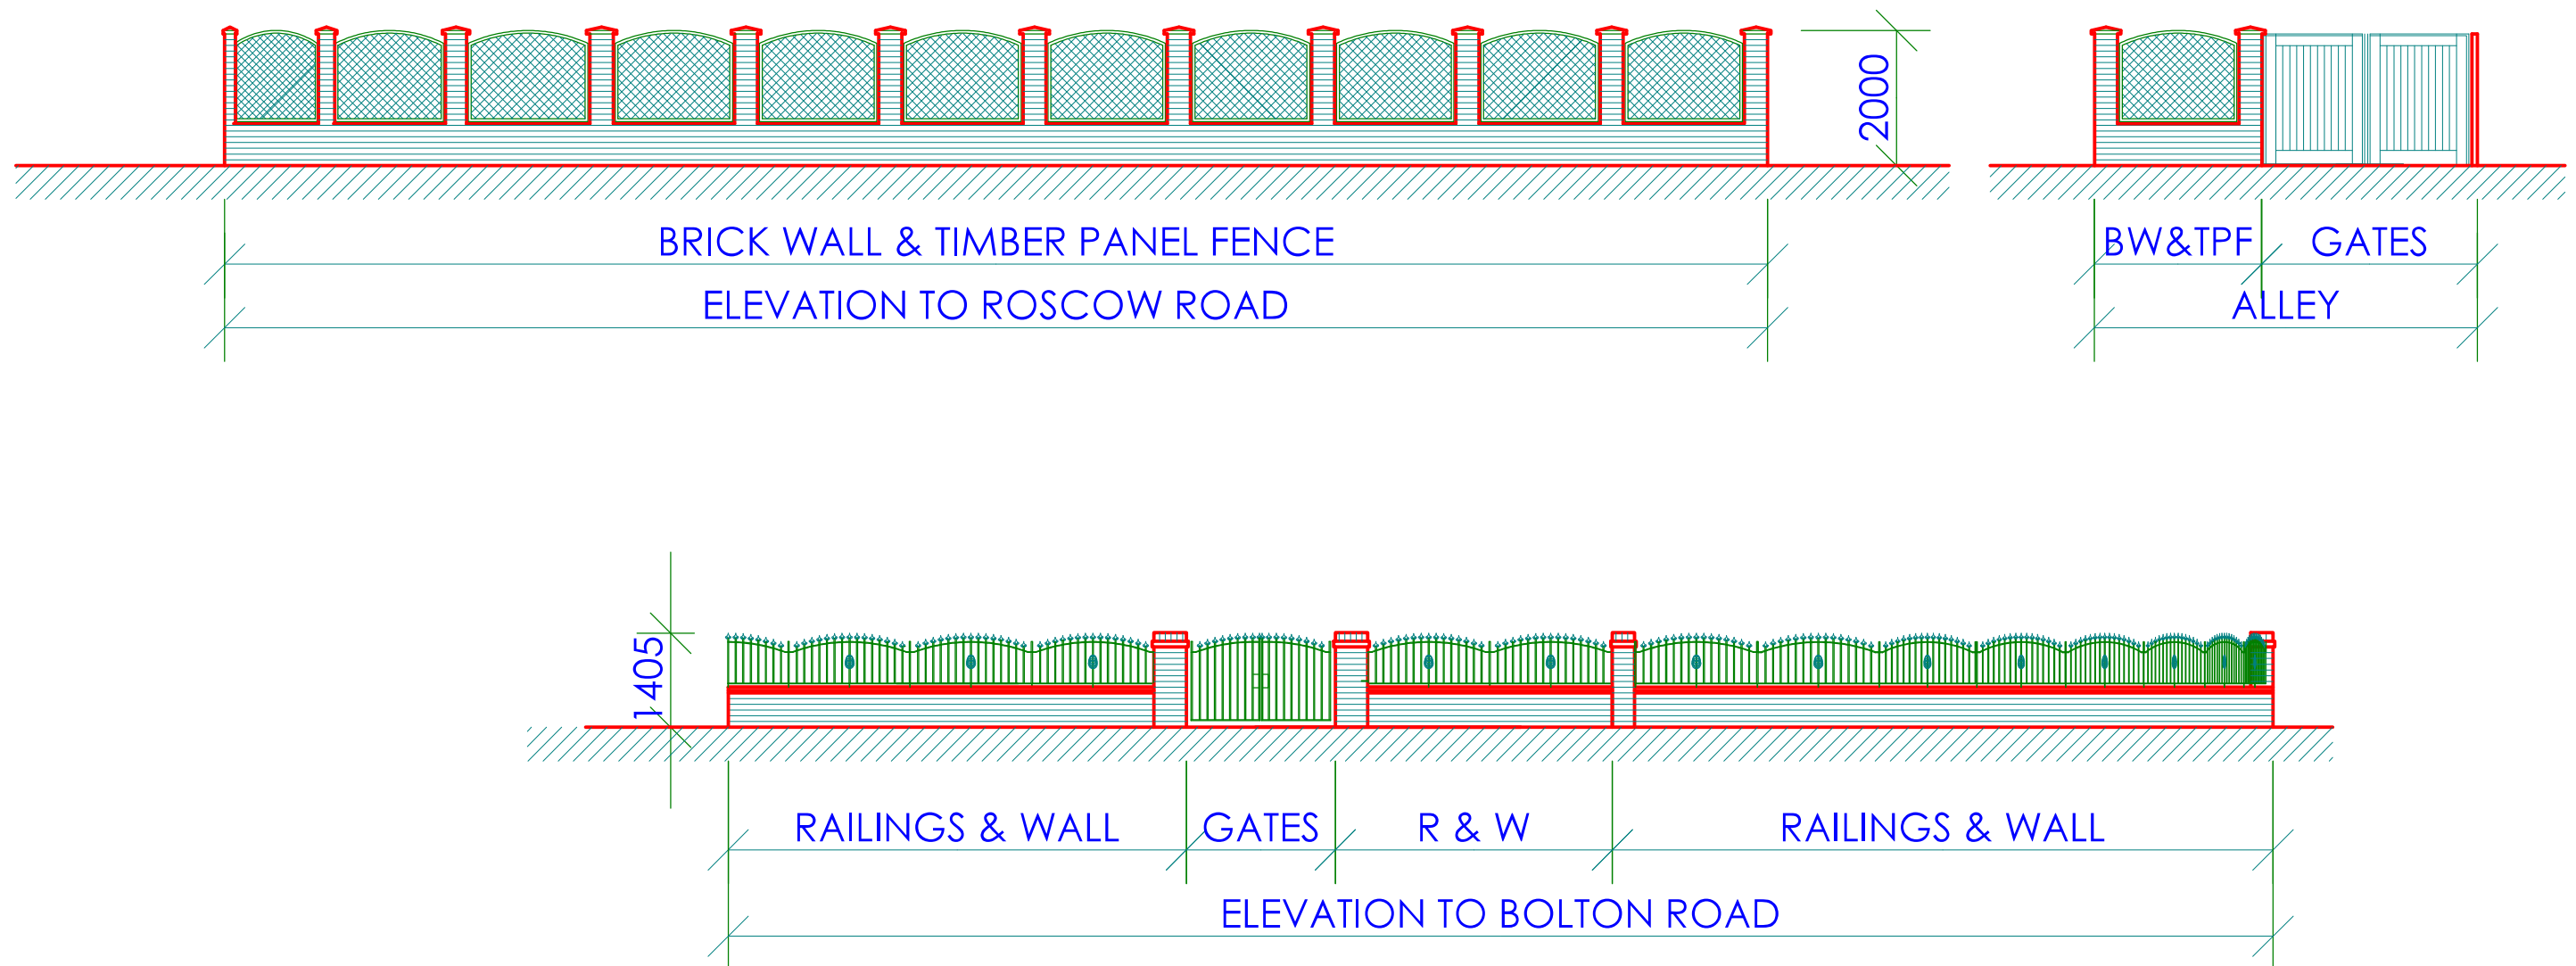 2000
BRICK WALL & TIMBER PANEL FENCE
BW&TPF
GATES
ELEVATION TO ROSCOW ROAD
ALLEY
1405
RAILINGS & WALL
GATES
R & W
RAILINGS & WALL
ELEVATION TO BOLTON ROAD